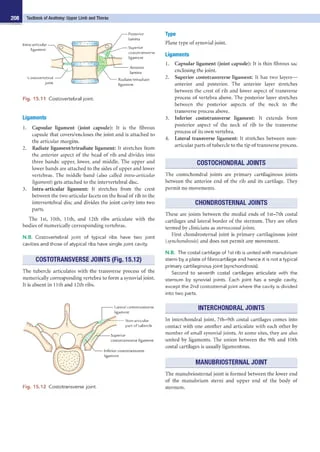 208
Textbook of Anatomy: Upper Limb and Thorax
Posterior
lamina
Intra-articular
ligament
Superior
costotransverse
ligament
Anterior
lamina
Costovertebral
joint
Radiate/triradiate
ligament
Fig. 15.11 Costovertebral joint.
Ligaments
1. Capsular ligament (joint capsule): It is the fibrous
capsule that covers/encloses the joint and is attached to
the articular margins.
2. Radiate ligament/triradiate ligament: It stretches from
the anterior aspect of the head of rib and divides into
three bands: upper, lower, and middle. The upper and
lower bands are attached to the sides of upper and lower
vertebrae. The middle band (also called intra-articular
ligament) gets attached to the intervertebral disc.
3. Intra-articular ligament: It stretches from the crest
between the two articular facets on the head of rib to the
intervertebral disc and divides the joint cavity into two
parts.
The 1st, 10th, 11th, and 12th ribs articulate with the
bodies of numerically corresponding vertebrae.
N.B. Costovertebral joint of typical ribs have two joint
cavities and those of atypical ribs have single joint cavity.
COSTOTRANSVERSE JOINTS (Fig. 15.12)
The tubercle articulates with the transverse process of the
numerically corresponding vertebra to form a synovial joint.
It is absent in 11th and 12th ribs.
Lateral costotransverse
ligament
Non-articular
part of tubercle
Superior
costotransverse ligament
Inferior costotransverse
ligament
Fig. 15.12 Costotransverse joint.
Type
Plane type of synovial joint.
Ligaments
1. Capsular ligament (joint capsule): It is thin fibrous sac
enclosing the joint.
2. Superior costotransverse ligament: It has two layers—
anterior and posterior. The anterior layer stretches
between the crest of rib and lower aspect of transverse
process of vertebra above. The posterior layer stretches
between the posterior aspects of the neck to the
transverse process above.
3. Inferior costotransverse ligament: It extends from
posterior aspect of the neck of rib to the transverse
process of its own vertebra.
4. Lateral transverse ligament: It stretches between non-
articular parts of tubercle to the tip of transverse process.
COSTOCHONDRAL JOINTS
The costochondral joints are primary cartilaginous joints
between the anterior end of the rib and its cartilage. They
permit no movements.
CHONDROSTERNAL JOINTS
These are joints between the medial ends of 1st–7th costal
cartilages and lateral border of the sternum. They are often
termed by clinicians as sternocostal joints.
First chondrosternal joint is primary cartilaginous joint
(synchondrosis) and does not permit any movement.
N.B. The costal cartilage of 1st rib is united with manubrium
sterni by a plate of fibrocartilage and hence it is not a typical
primary cartilaginous joint (synchondrosis).
Second to seventh costal cartilages articulate with the
sternum by synovial joints. Each joint has a single cavity,
except the 2nd costosternal joint where the cavity is divided
into two parts.
INTERCHONDRAL JOINTS
In interchondral joint, 7th–9th costal cartilages comes into
contact with one another and articulate with each other by
number of small synovial joints. At some sites, they are also
united by ligaments. The union between the 9th and 10th
costal cartilages is usually ligamentous.
MANUBRIOSTERNAL JOINT
The manubriosternal joint is formed between the lower end
of the manubrium sterni and upper end of the body of
sternum.